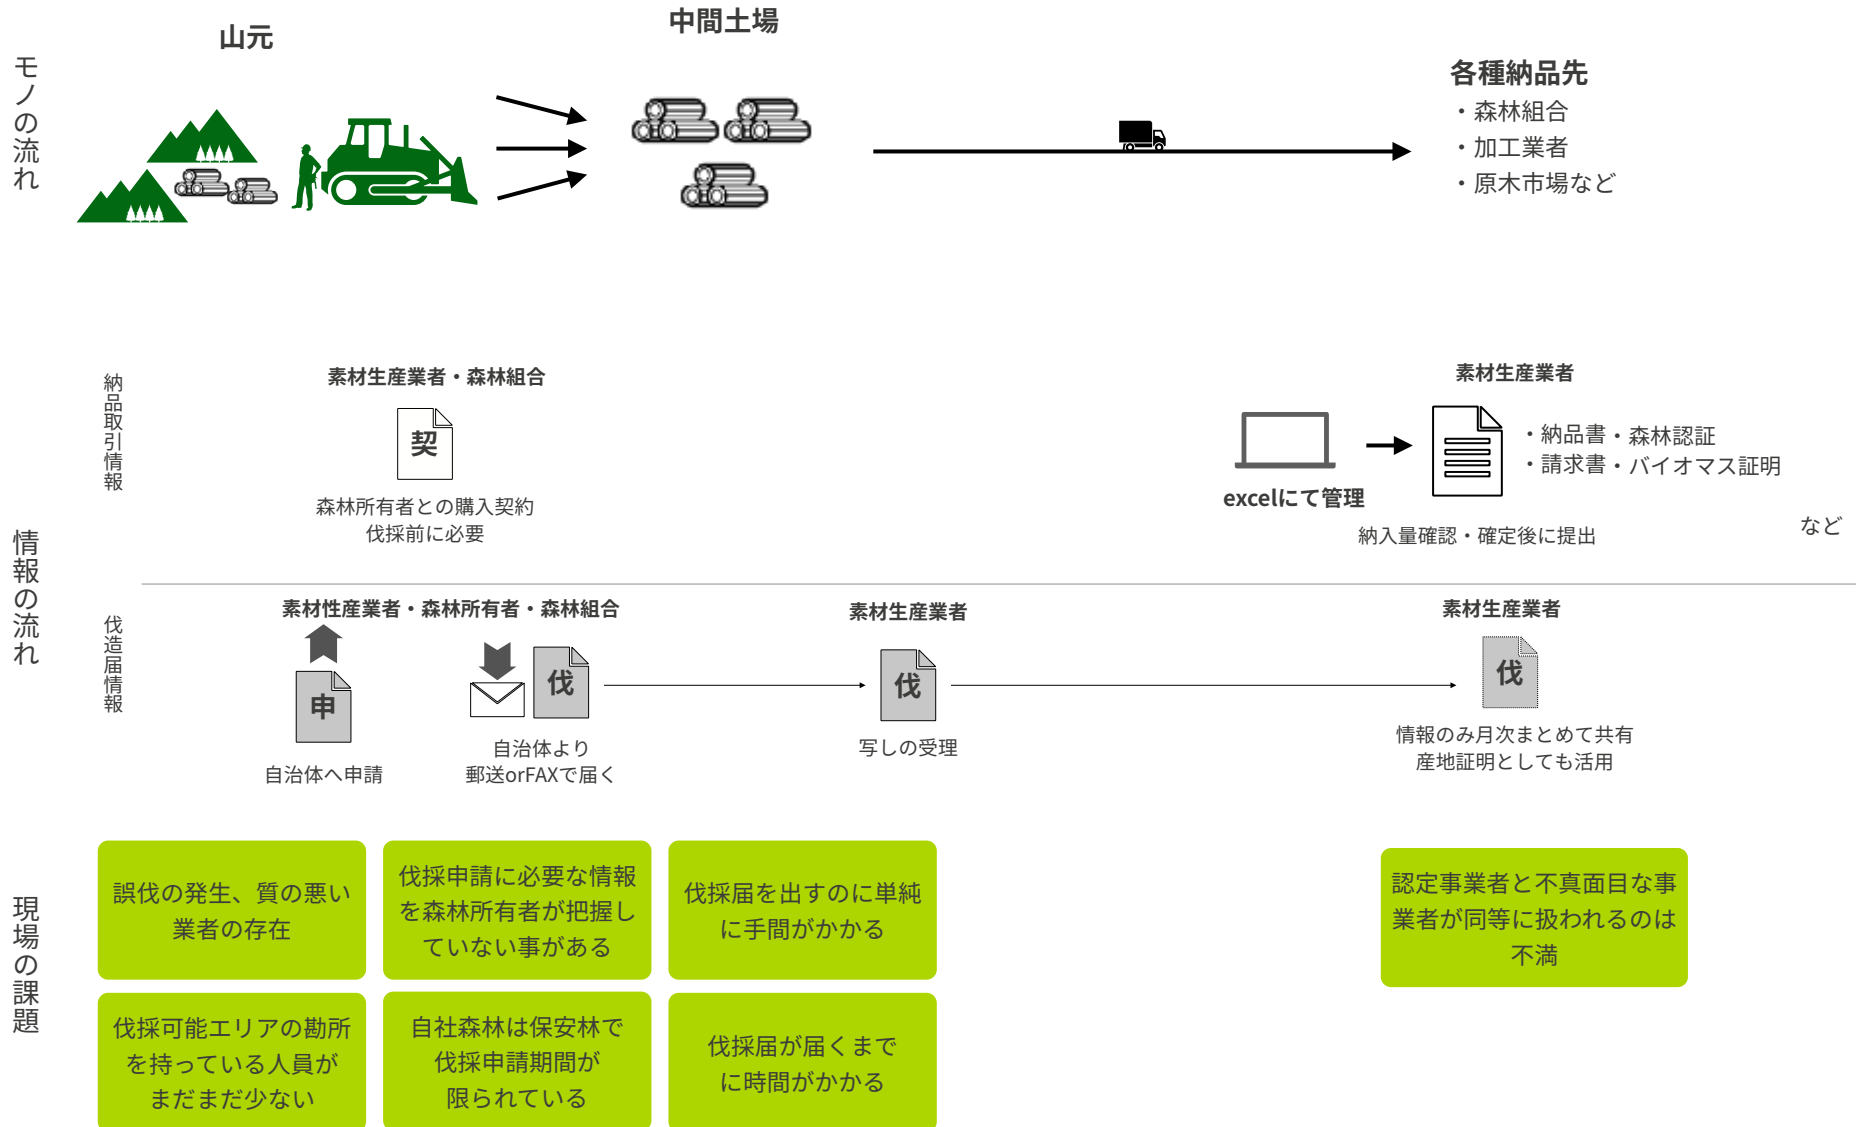 モノの流れ
山元
中間土場
各種納品先
・森林組合
・加工業者
・原木市場など
情報の流れ
納品取引情報
素材生産業者・森林組合
契
森林所有者との購入契約
伐採前に必要
excelにて管理
素材生産業者
・納品書・森林認証
・請求書・バイオマス証明
など
納入量確認・確定後に提出
伐造届情報
素材性産業者・森林所有者・森林組合
申
自治体へ申請
伐
自治体より
郵送orFAXで届く
素材生産業者
伐
写しの受理
素材生産業者
伐
情報のみ月次まとめて共有
産地証明としても活用
現場の課題
誤伐の発生、質の悪い
業者の存在
伐採申請に必要な情報
を森林所有者が把握し
ていない事がある
伐採届を出すのに単純
に手間がかかる
認定事業者と不真面目な事
業者が同等に扱われるのは
不満
伐採可能エリアの勘所
を持っている人員が
まだまだ少ない
自社森林は保安林で
伐採申請期間が
限られている
伐採届が届くまで
に時間がかかる